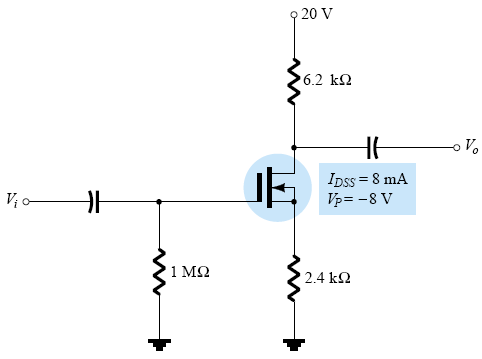 20 V
6.2 kΩ
Vo
IDSS = 8 mA
VP = −8 V
Vi
1 MΩ
2.4 kΩ